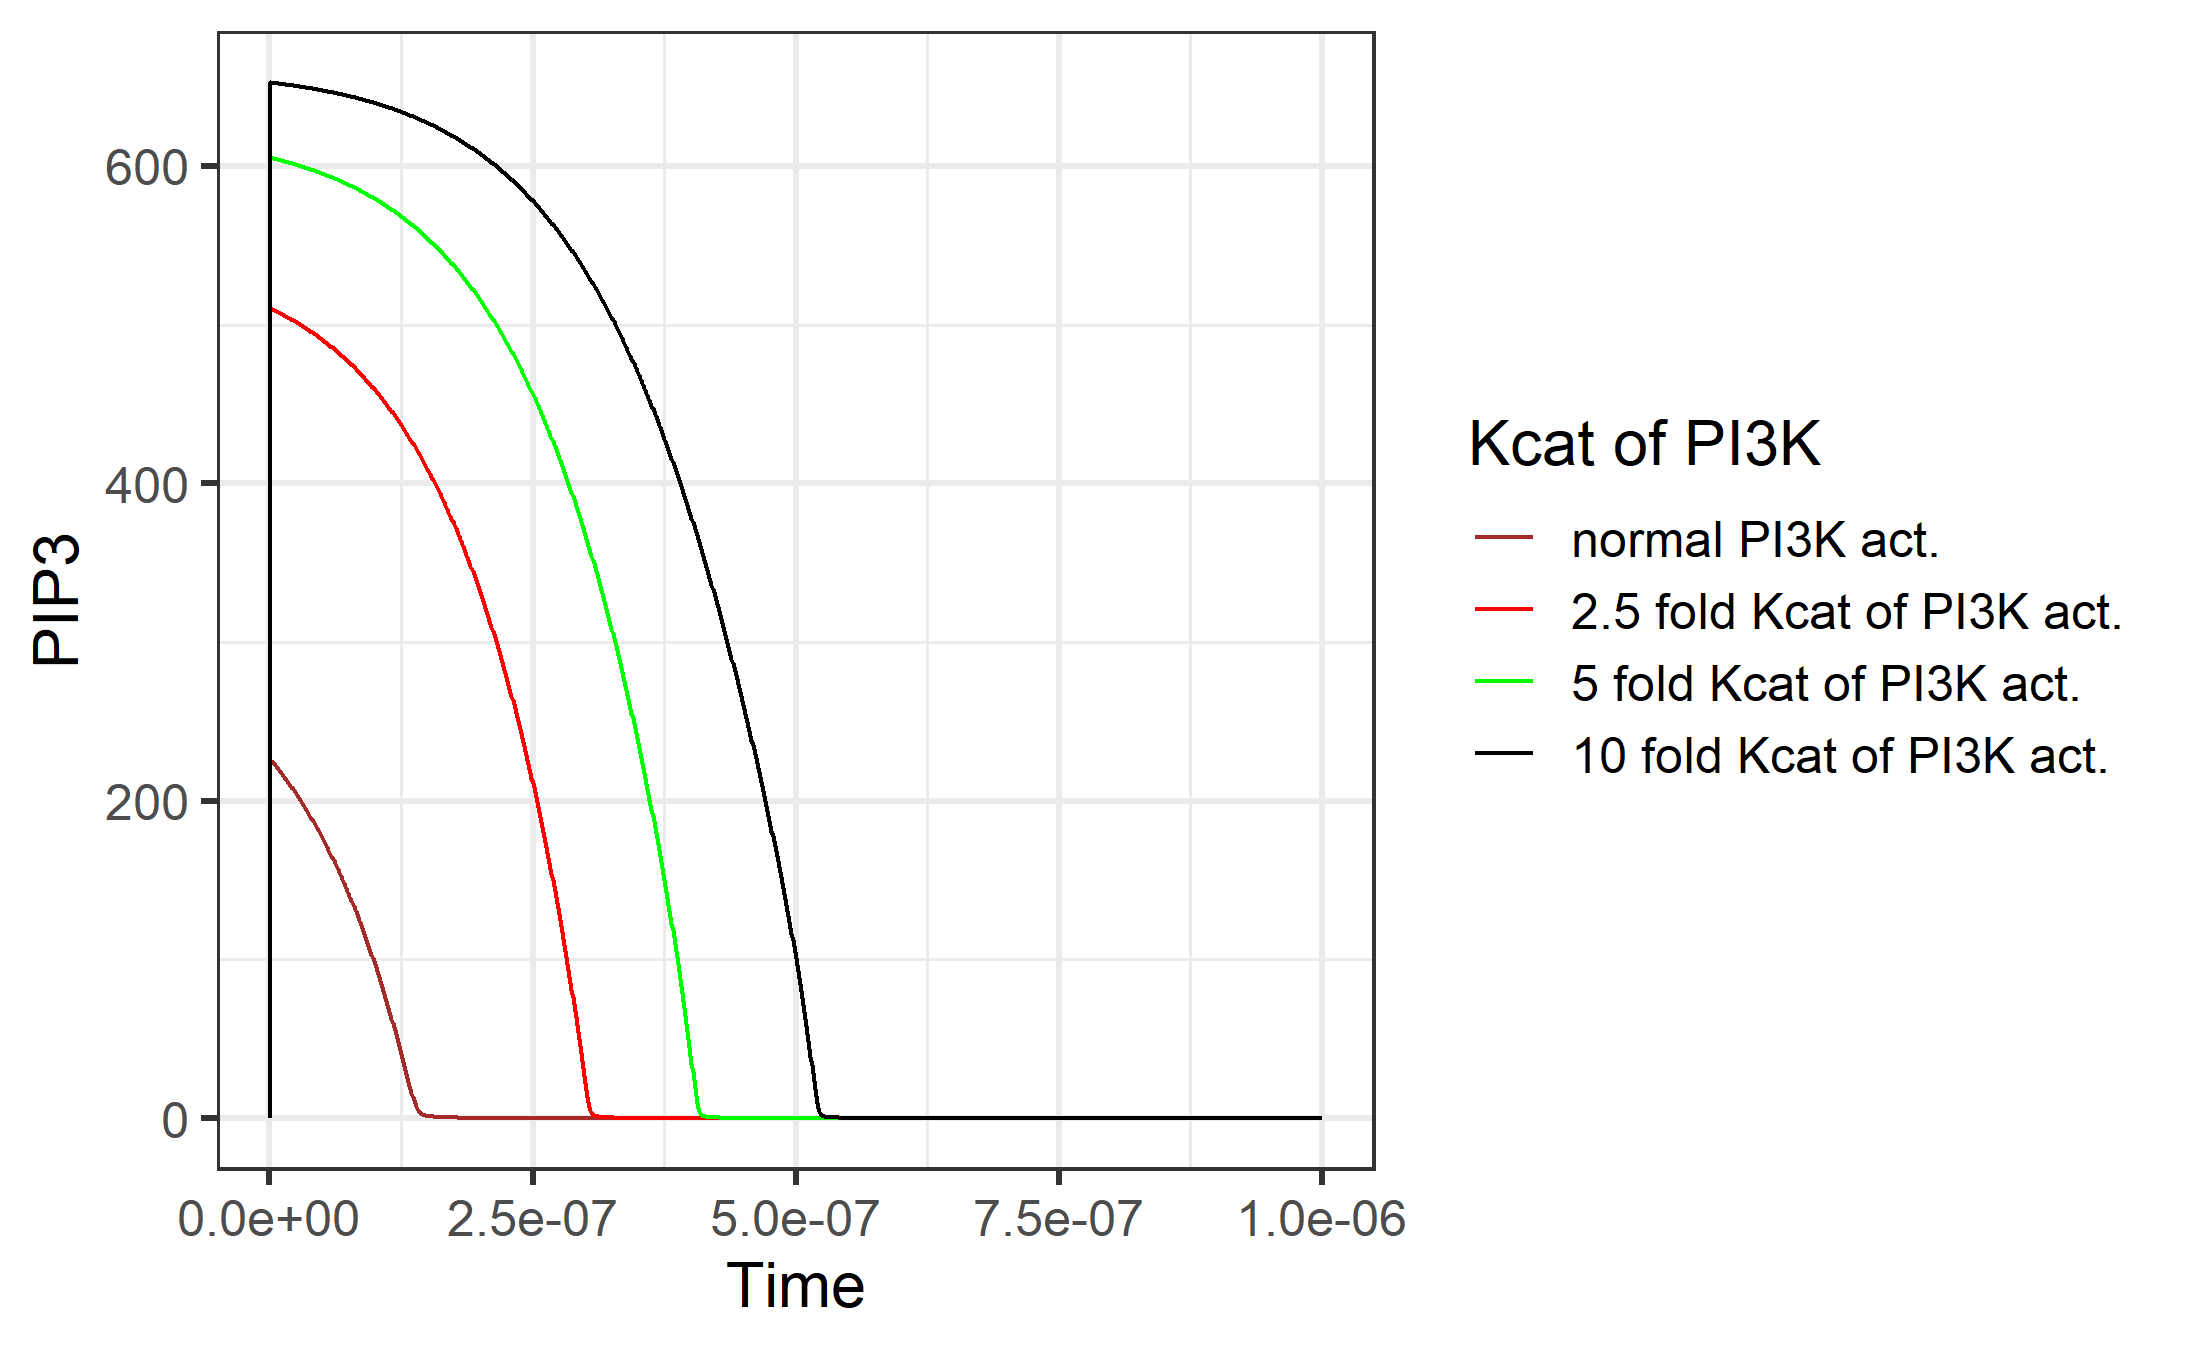 PIP3
600
400
200
0
0.0e+00 2.5e-07 5.0e-07 7.5e-07 1.0e-06
Time
Kcat of PI3K
normal PI3K act.
2.5 fold Kcat of PI3K act.
5 fold Kcat of PI3K act.
10 fold Kcat of PI3K act.